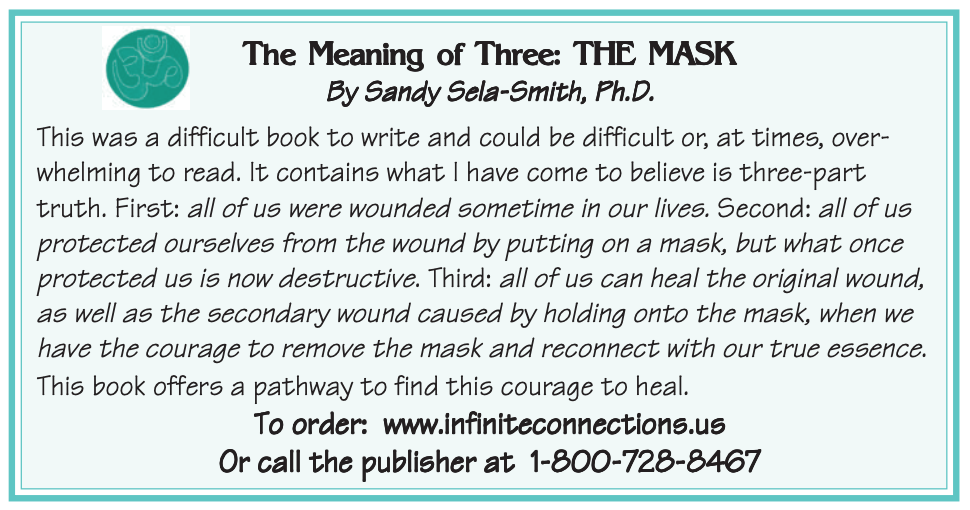 The Meaning of Three: THE MASK
By Sandy Sela-Smith, Ph.D.
This was a difficult book to write and could be difficult or, at times, over-
whelming to read. It contains what I have come to believe is three-part
truth. First: all of us were wounded sometime in our lives. Second: all of us
protected ourselves from the wound by putting on a mask, but what once
protected us is now destructive. Third: all of us can heal the original wound,
as well as the secondary wound caused by holding onto the mask, when we
have the courage to remove the mask and reconnect with our true essence.
This book offers a pathway to find this courage to heal.
To order: www.infiniteconnections.us
Or call the publisher at 1-800-728-8467